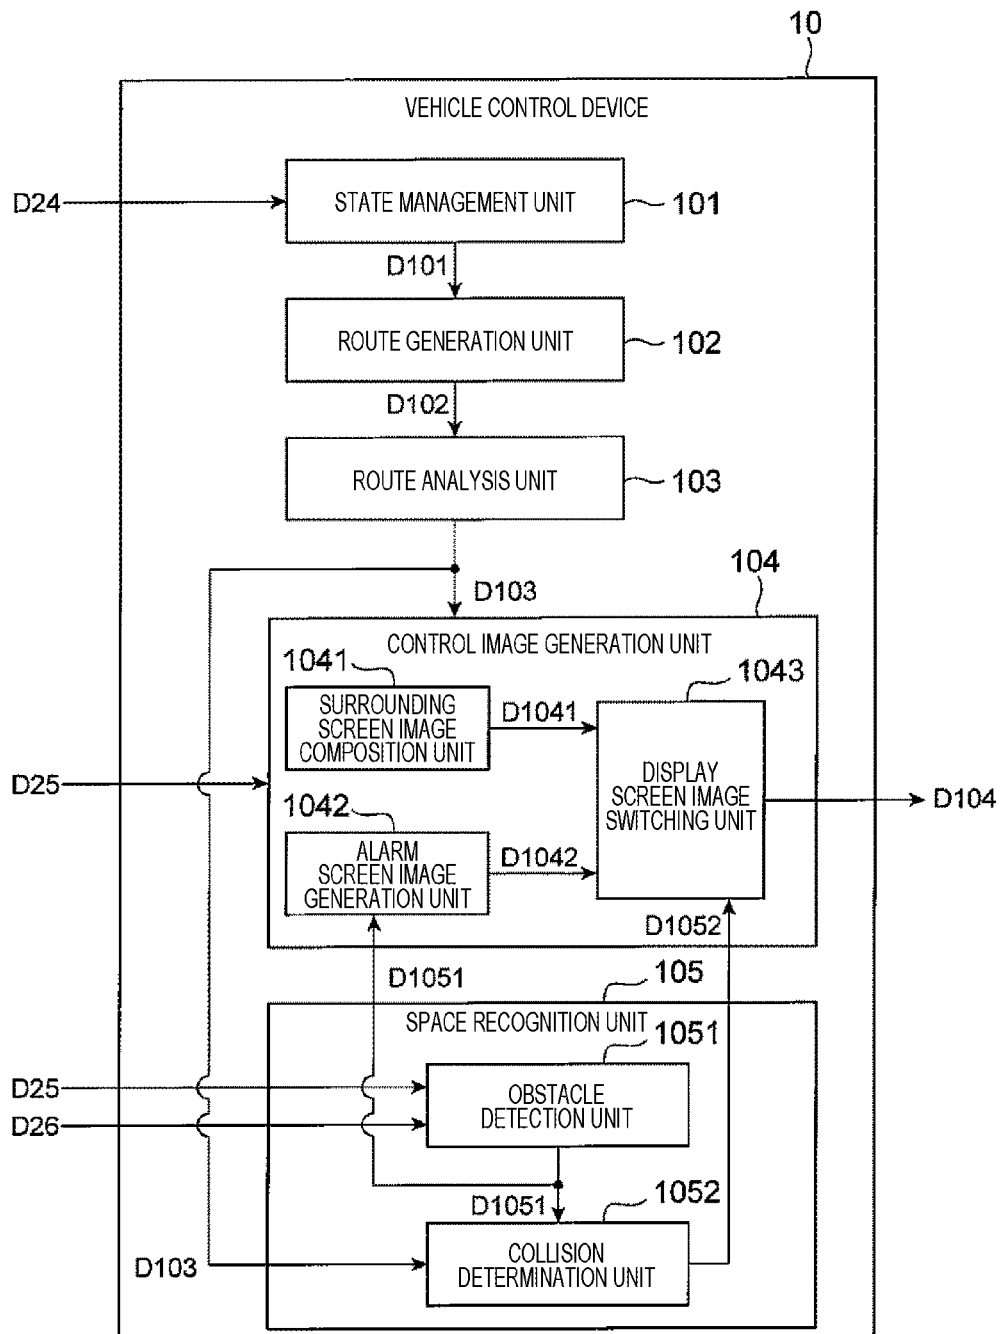 10
VEHICLE CONTROL DEVICE
D24
STATE MANAGEMENT UNIT
101
D101
ROUTE GENERATION UNIT
102
D102
ROUTE ANALYSIS UNIT
103
D103
104
CONTROL IMAGE GENERATION UNIT
1041
SURROUNDING
SCREEN IMAGE
COMPOSITION UNIT
D1041
1043
DISPLAY
SCREEN IMAGE
SWITCHING UNIT
D25
D104
1042
ALARM
SCREEN IMAGE
GENERATION UNIT
D1042
D1052
D1051
105
SPACE RECOGNITION UNIT
1051
D25
D26
OBSTACLE
DETECTION UNIT
D1051
1052
D103
COLLISION
DETERMINATION UNIT